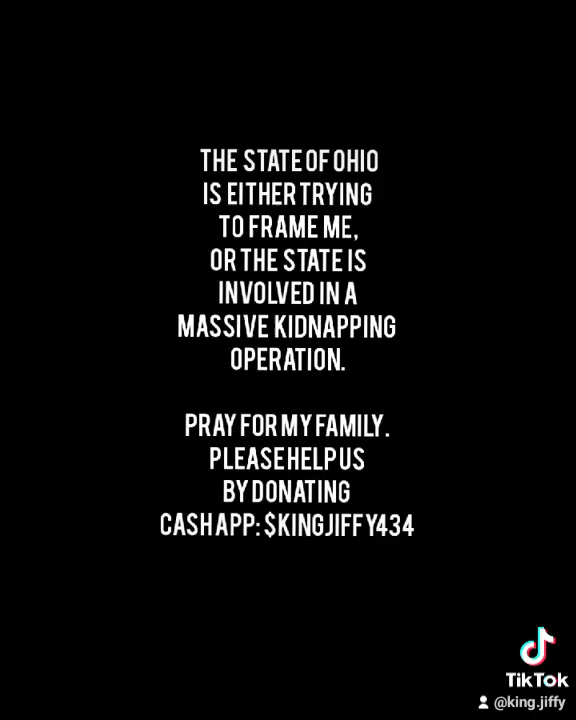 THE STATE OF OHIO
IS EITHER TRYING
TO FRAME ME,
OR THE STATE IS
INVOLVED IN A
MASSIVE KIDNAPPING
OPERATION.
PRAY FOR MY FAMILY.
PLEASE HELP US
BY DONATING
CASH APP: $KINGJIFFY434
TikTok
@king.jiffy